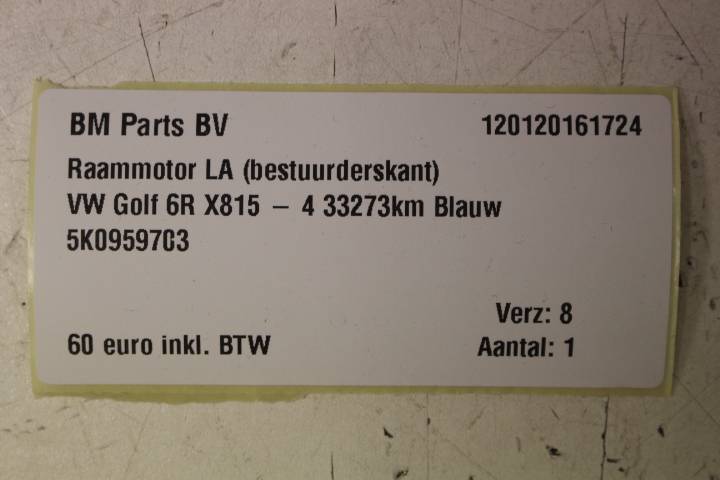 BM Parts BV 120120161724
Raammotor LA (bestuurderskant)
VW Golf 6R X815 – 4 33273km Blauw
5K0959703
Verz: 8
60 euro inkl. BTW Aantal: 1